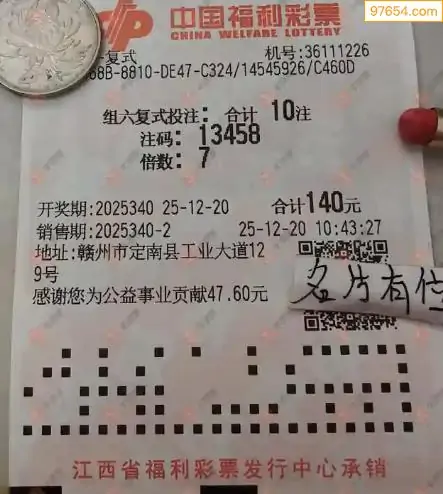 97654.com
中国福利彩票
CHINA WELFARE LOTTERY
复式
机号:36111226
68B-8810-DE47-C324/14545926/C460D
组六复式投注: 合计 10注
注码: 13458
倍数: 7
开奖期:2025340 25-12-20 合计140元
销售期:2025340-2 25-12-20 10:43:27
地址:赣州市定南县工业大道12
9号
感谢您为公益事业贡献47.60元
名片有位
江西省福利彩票发行中心承销